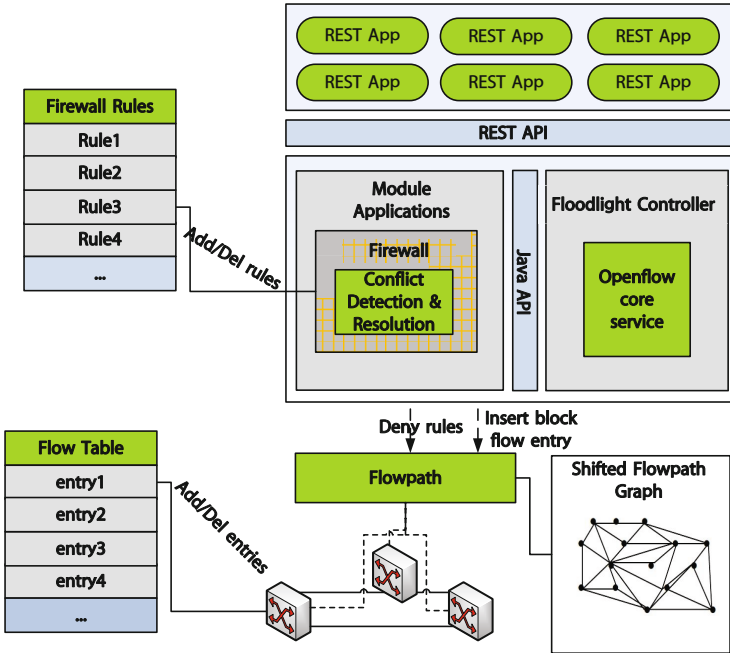 REST App
REST App
REST App
REST App
REST App
REST App
REST API
Firewall Rules
Rule1
Rule2
Rule3
Rule4
...
Add/Del rules
Module
Applications
Firewall
Conflict
Detection &
Resolution
Java API
Floodlight Controller
Openflow
core
service
Deny rules
Insert block
flow entry
Flow Table
entry1
entry2
entry3
entry4
...
Add/Del entries
Flowpath
Shifted Flowpath
Graph